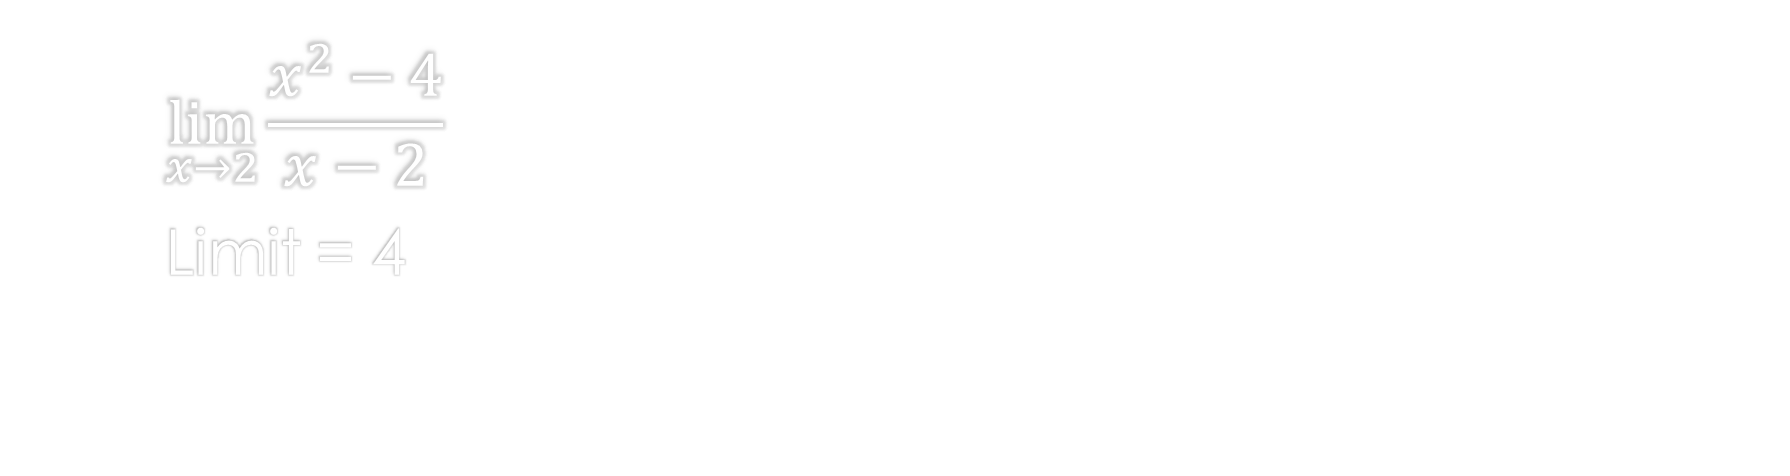 lim x→2 (x² − 4)/(x − 2)
Limit = 4